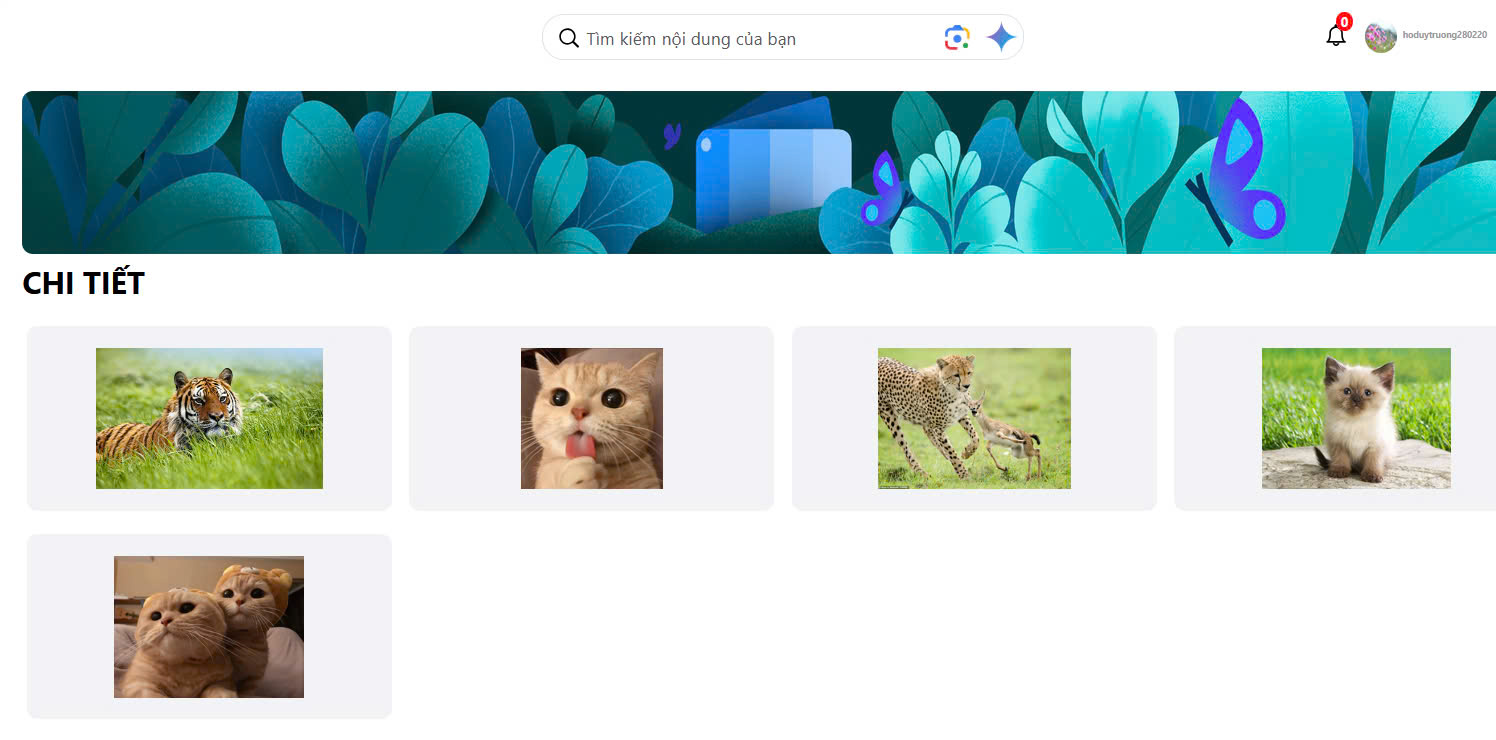 Tìm kiếm nội dung của bạn
0
hoduytruong280220
CHI TIẾT